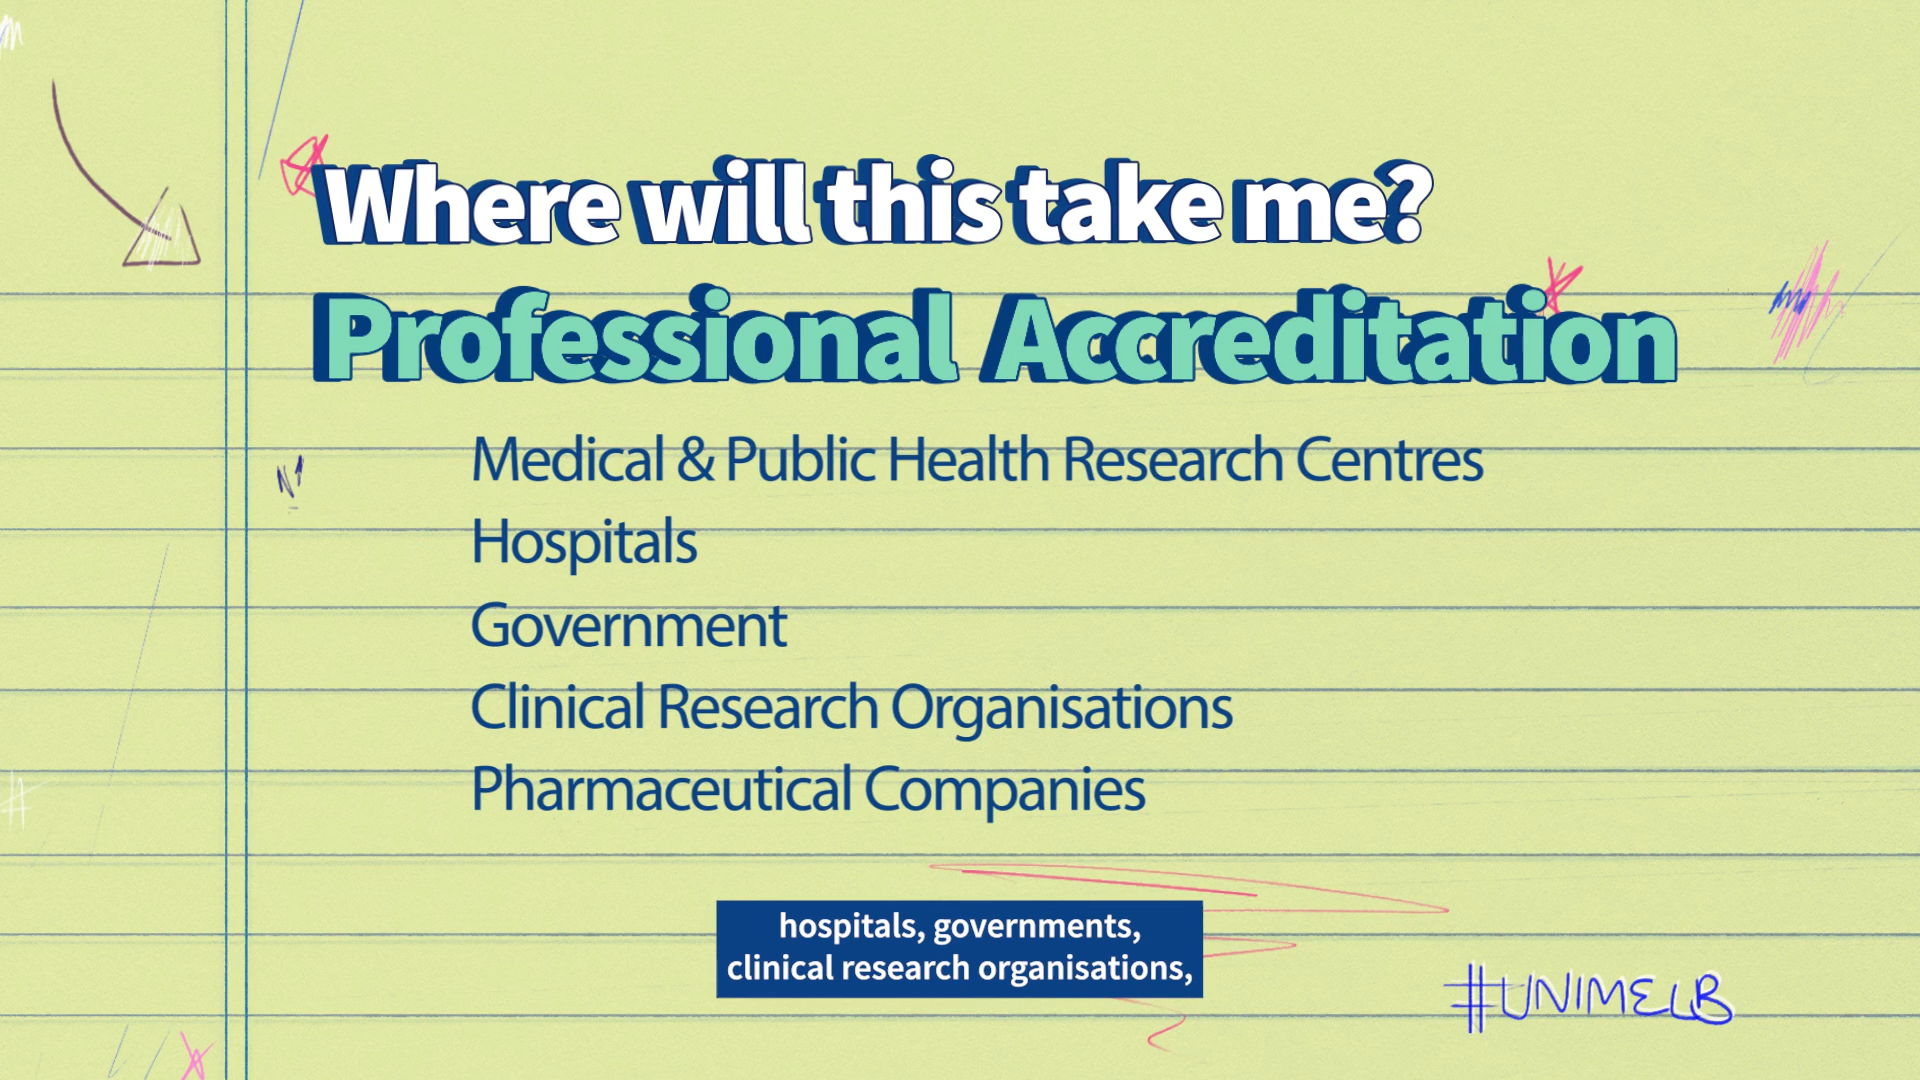 Where will this take me?
Professional Accreditation
Medical & Public Health Research Centres
Hospitals
Government
Clinical Research Organisations
Pharmaceutical Companies
hospitals, governments,
clinical research organisations,
#UNIMELB